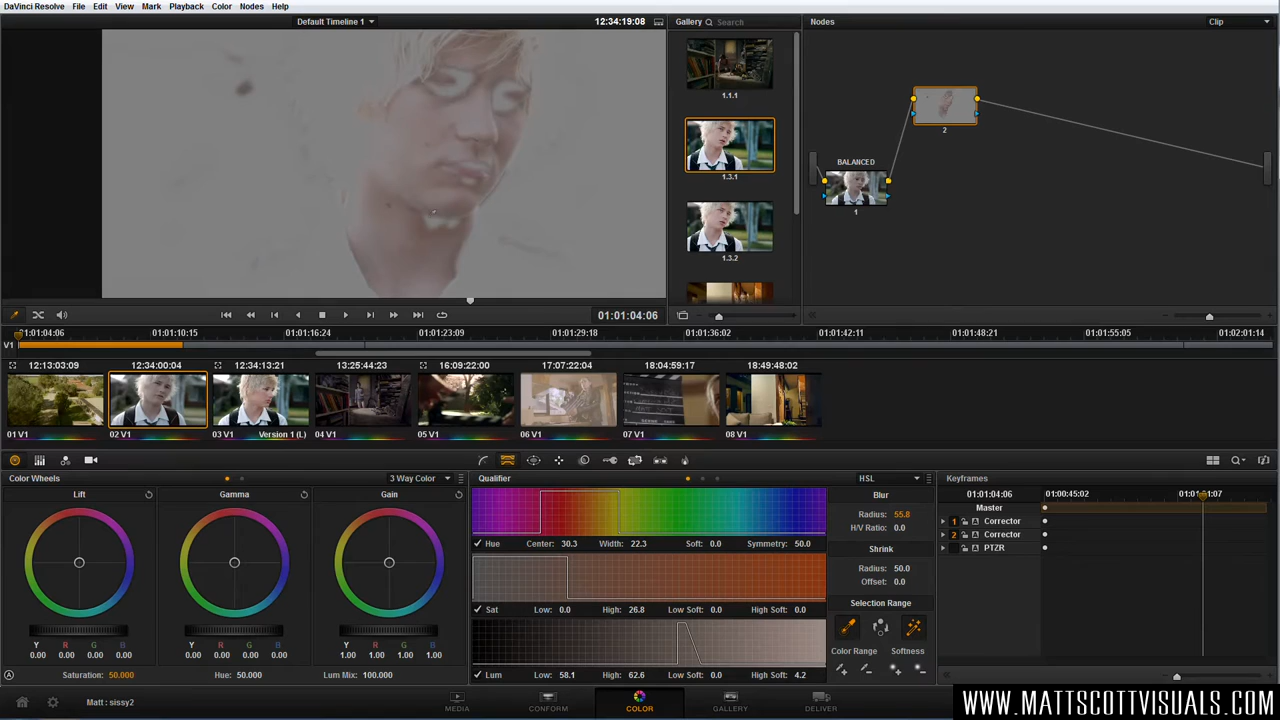 DaVinci Resolve File Edit View Mark Playback Color Nodes Help
Default Timeline 1 12:34:19:08 Gallery Search Nodes Clip
1.1.1
1.3.1
1.3.2
BALANCED
1
2
01:01:04:06
01:01:04:06 01:01:10:15 01:01:16:24 01:01:23:09 01:01:29:18 01:01:36:02 01:01:42:11 01:01:48:21 01:01:55:05 01:02:01:14
V1
12:13:03:09 12:34:00:04 12:34:13:21 13:25:44:23 16:09:22:00 17:07:22:04 18:04:59:17 18:49:48:02
01 V1 02 V1 03 V1 Version 1 (L) 04 V1 05 V1 06 V1 07 V1 08 V1
Color Wheels 3 Way Color Qualifier HSL Keyframes
Lift Gamma Gain
Blur
Radius: 55.8
H/V Ratio: 0.0
Hue Center: 30.3 Width: 22.3 Soft: 0.0 Symmetry: 50.0
Shrink
Radius: 50.0
Offset: 0.0
Sat Low: 0.0 High: 26.8 Low Soft: 0.0 High Soft: 0.0
Selection Range
Color Range Softness
Lum Low: 58.1 High: 62.6 Low Soft: 0.0 High Soft: 4.2
Y R G B Y R G B Y R G B
0.00 0.00 0.00 0.00 0.00 0.00 0.00 0.00 1.00 1.00 1.00 1.00
Saturation: 50.000 Hue: 50.000 Lum Mix: 100.000
01:01:04:06 01:00:45:02
Master
1 Corrector
2 Corrector
PTZR
Matt : sissy2
MEDIA CONFORM COLOR GALLERY DELIVER
WWW.MATTSCOTTVISUALS.COM